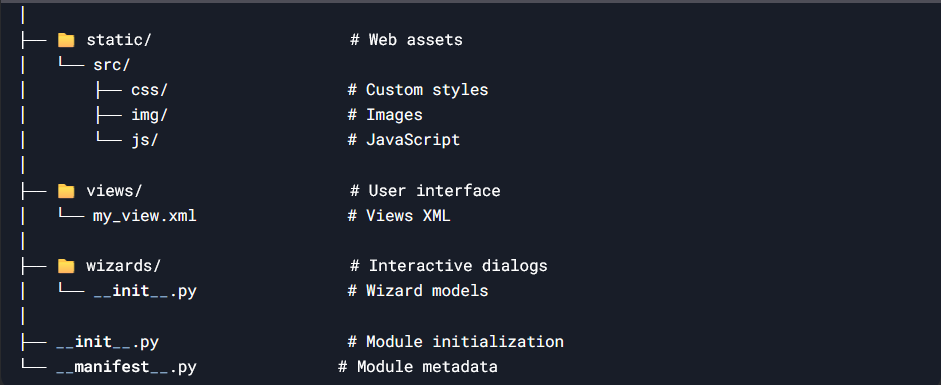 │
├── 📁 static/                     # Web assets
│   └── src/                      
│       ├── css/                   # Custom styles
│       ├── img/                   # Images
│       └── js/                    # JavaScript
│
├── 📁 views/                      # User interface
│   └── my_view.xml                # Views XML
│
├── 📁 wizards/                    # Interactive dialogs
│   └── __init__.py                # Wizard models
│
├── __init__.py                    # Module initialization
└── __manifest__.py               # Module metadata